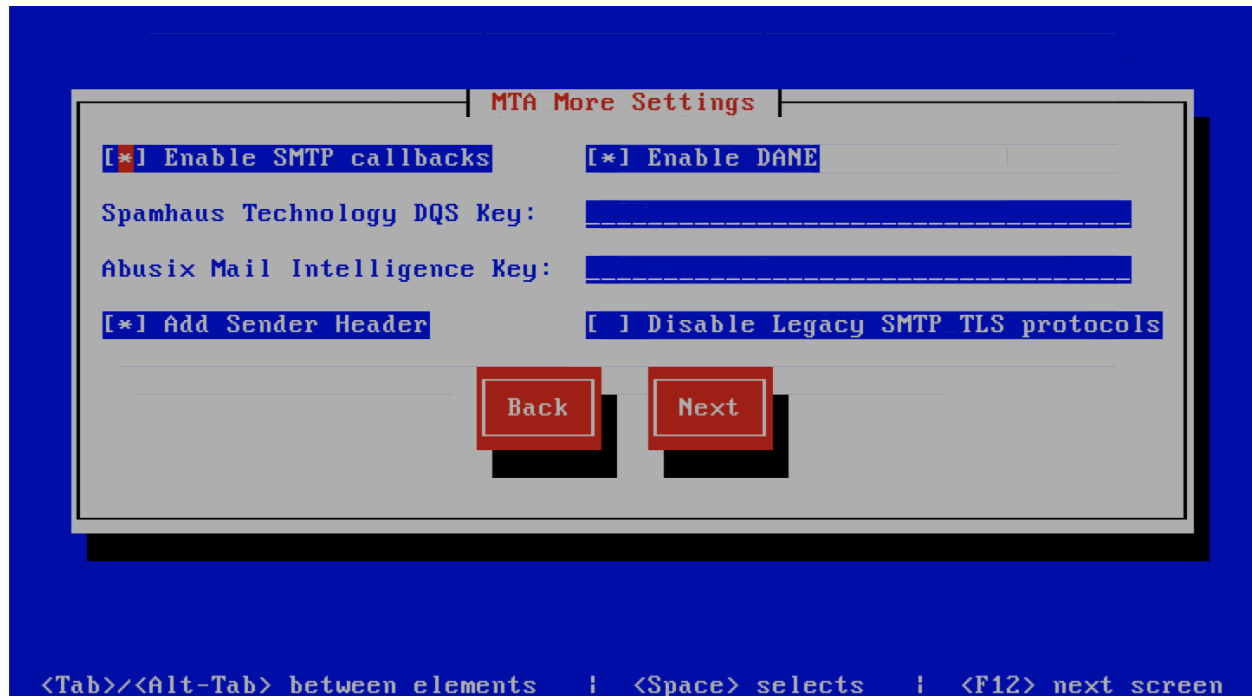 MTA More Settings
[*] Enable SMTP callbacks [*] Enable DANE
Spamhaus Technology DQS Key:
Abusix Mail Intelligence Key:
[*] Add Sender Header [ ] Disable Legacy SMTP TLS protocols
Back Next
<Tab>/<Alt-Tab> between elements | <Space> selects | <F12> next screen